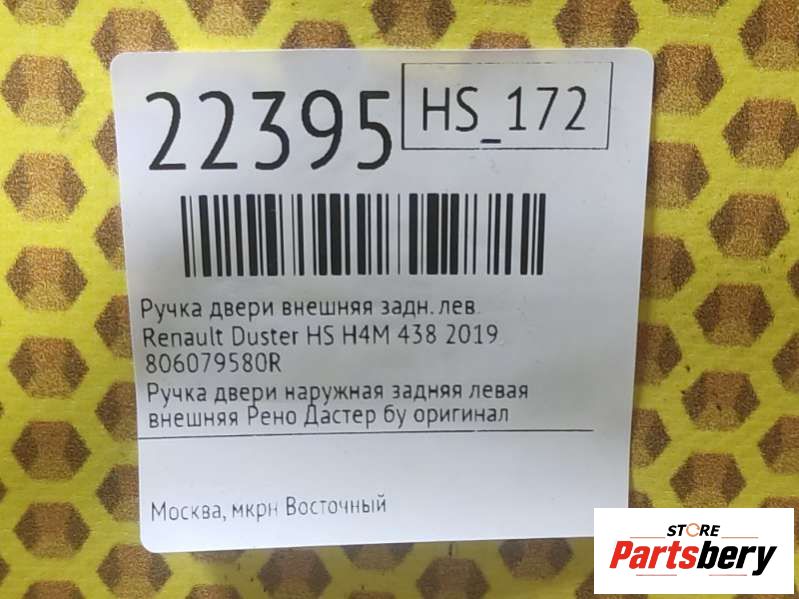 22395
HS_172
Ручка двери внешняя задн. лев.
Renault Duster HS H4M 438 2019
806079580R
Ручка двери наружная задняя левая
внешняя Рено Дастер бу оригинал
Москва, мкрн Восточный
STORE
Partsbery